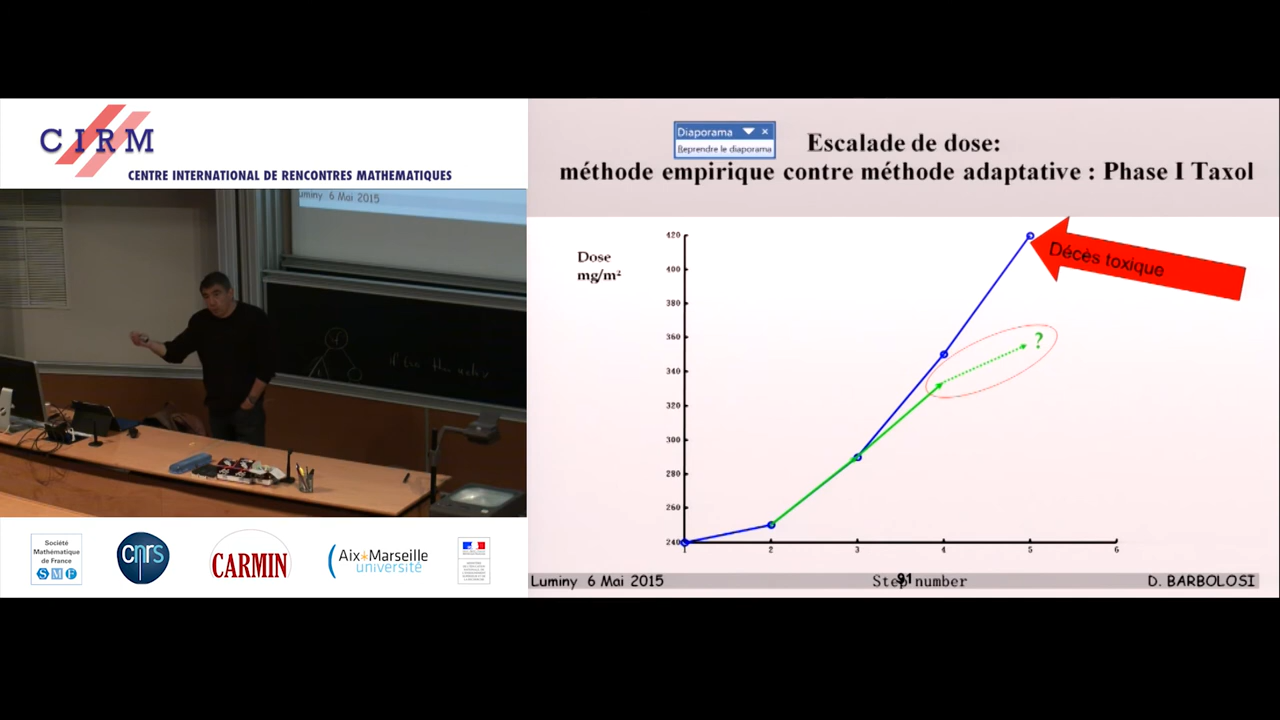 CIRM
CENTRE INTERNATIONAL DE RENCONTRES MATHEMATIQUES
uminy 6 Mai 2015
Société
Mathématique
de France
SMF
cnrs
CARMIN
Aix*Marseille
université
Diaporama
Reprendre le diaporama
Escalade de dose:
méthode empirique contre méthode adaptative : Phase I Taxol
Dose
mg/m²
420
400
380
360
340
320
300
280
260
240
Décès toxique
?
1 2 3 4 5 6
Luminy 6 Mai 2015
Step number
91
D. BARBOLOSI